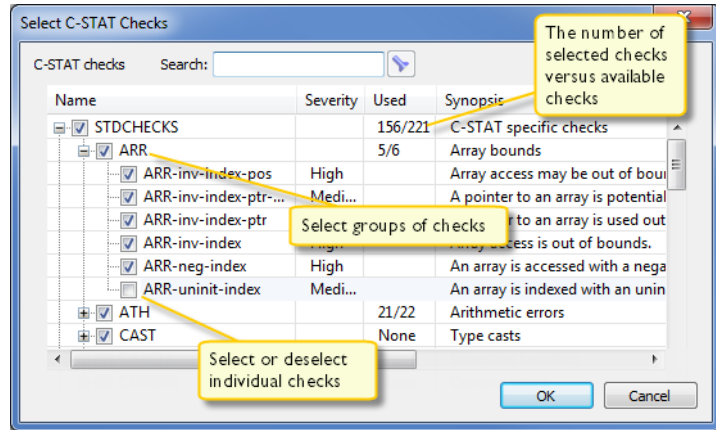 Select C-STAT Checks
The number of
selected checks
versus available
checks
C-STAT checks Search:
Name Severity Used Synopsis
STDCHECKS 156/221 C-STAT specific checks
ARR 5/6 Array bounds
ARR-inv-index-pos High Array access may be out of boun
ARR-inv-index-ptr-... Medi... A pointer to an array is potential
ARR-inv-index-ptr to an array is used out
Select groups of checks
ARR-inv-index access is out of bounds.
ARR-neg-index High An array is accessed with a nega
ARR-uninit-index Medi... An array is indexed with an unin
ATH 21/22 Arithmetic errors
CAST None Type casts
Select or deselect
individual checks
OK Cancel